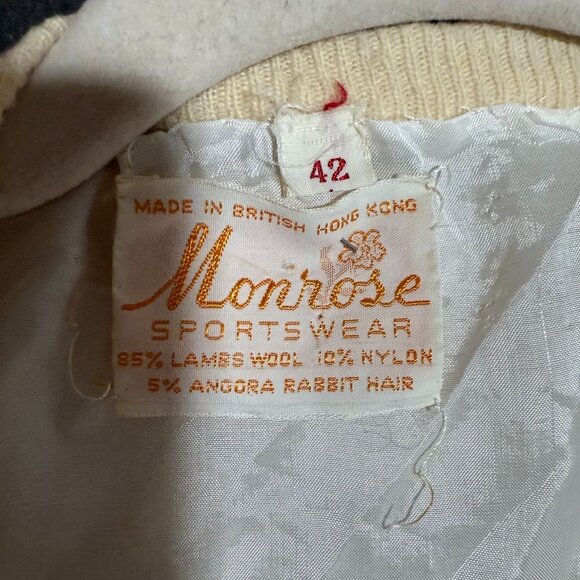 42
MADE IN BRITISH HONG KONG
Monrose
SPORTSWEAR
85% LAMBS WOOL 10% NYLON
5% ANGORA RABBIT HAIR